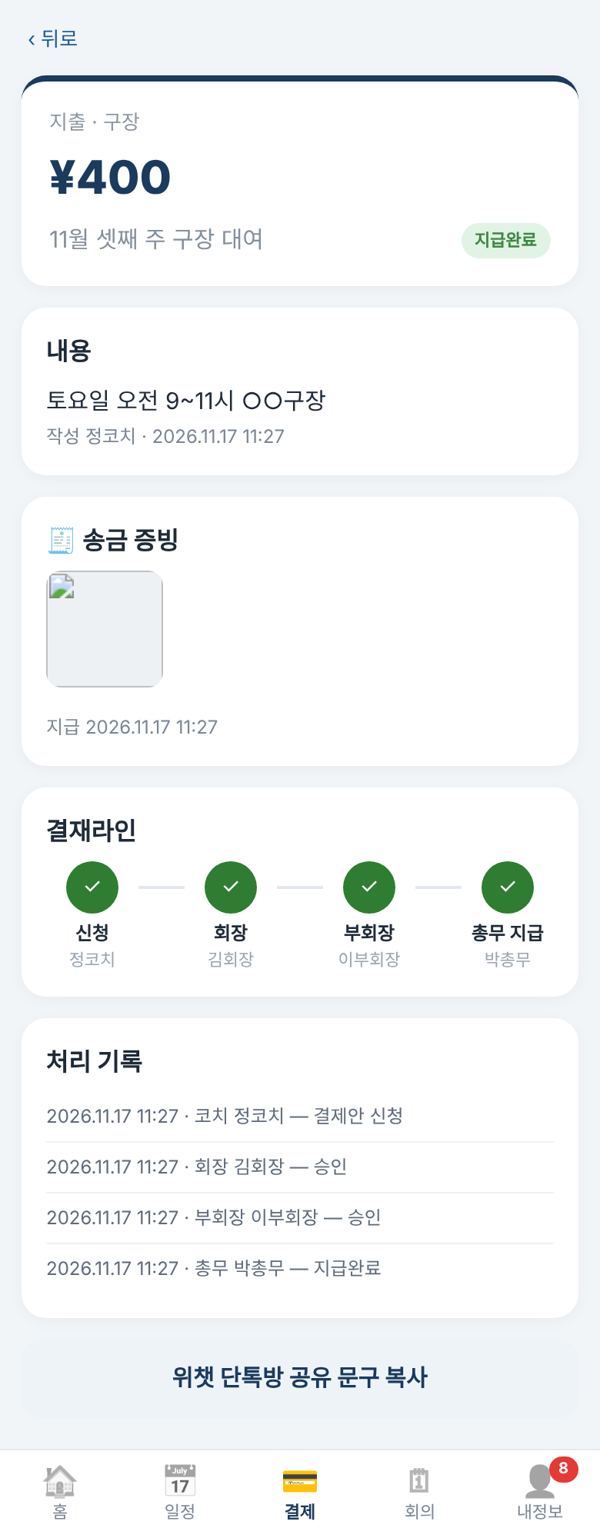 ‹ 뒤로
지출 · 구장
¥400
11월 셋째 주 구장 대여
지급완료
내용
토요일 오전 9~11시 ○○구장
작성 정코치 · 2026.11.17 11:27
송금 증빙
지급 2026.11.17 11:27
결재라인
신청 회장 부회장 총무 지급
정코치 김회장 이부회장 박총무
처리 기록
2026.11.17 11:27 · 코치 정코치 — 결제안 신청
2026.11.17 11:27 · 회장 김회장 — 승인
2026.11.17 11:27 · 부회장 이부회장 — 승인
2026.11.17 11:27 · 총무 박총무 — 지급완료
위챗 단톡방 공유 문구 복사
July
17
1
8
홈 일정 결제 회의 내정보